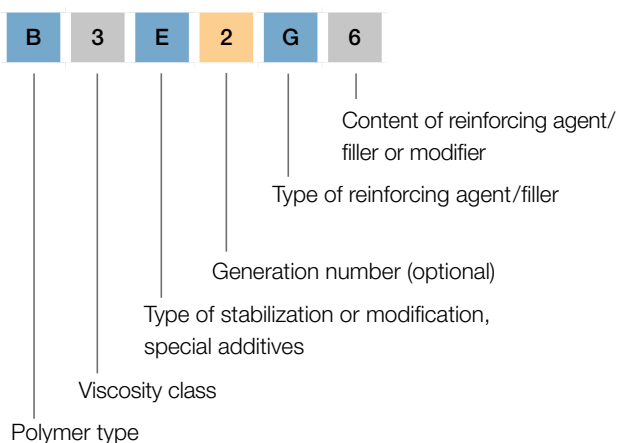 B 3 E 2 G 6
Content of reinforcing agent/
filler or modifier
Type of reinforcing agent/filler
Generation number (optional)
Type of stabilization or modification,
special additives
Viscosity class
Polymer type